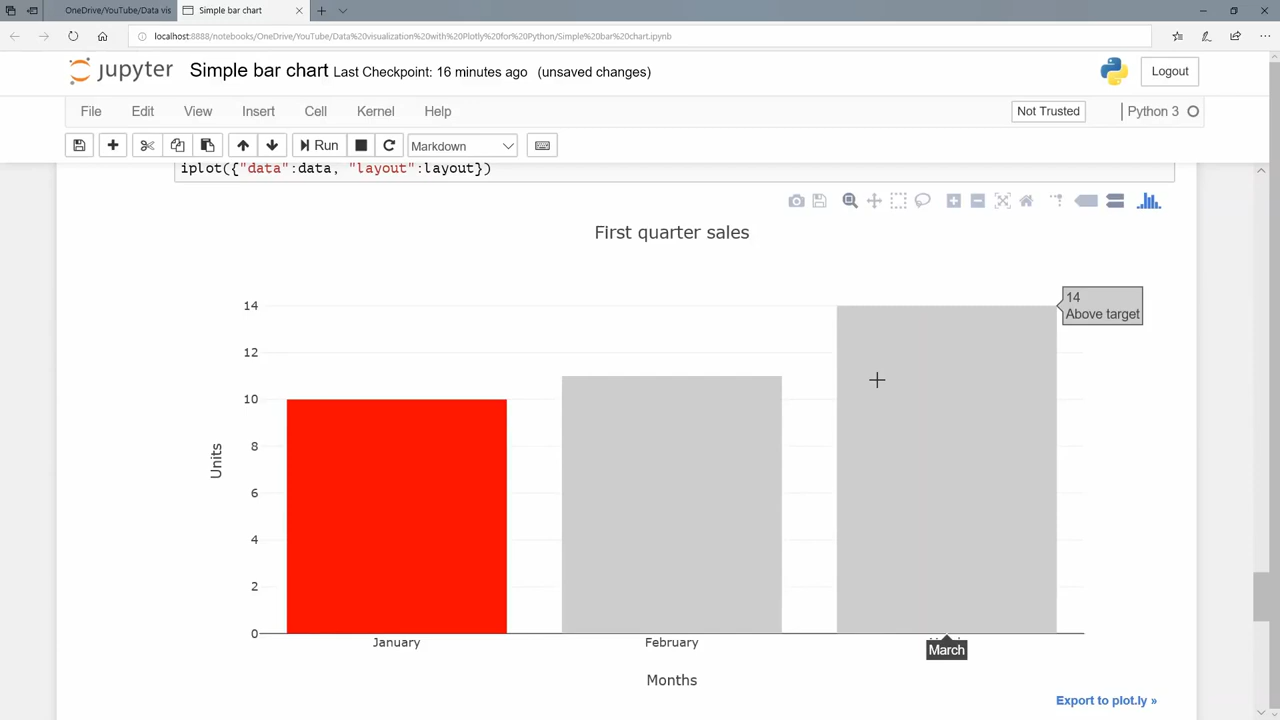 OneDrive/YouTube/Data vis
Simple bar chart
localhost:8888/notebooks/OneDrive/YouTube/Data%20visualization%20with%20Plotly%20for%20Python/Simple%20bar%20chart.ipynb
jupyter Simple bar chart Last Checkpoint: 16 minutes ago (unsaved changes)
Logout
File Edit View Insert Cell Kernel Help
Not Trusted
Python 3
Run
Markdown
iplot({"data":data, "layout":layout})
First quarter sales
14
Above target
14
12
10
8
6
4
2
0
Units
January
February
March
Months
Export to plot.ly »